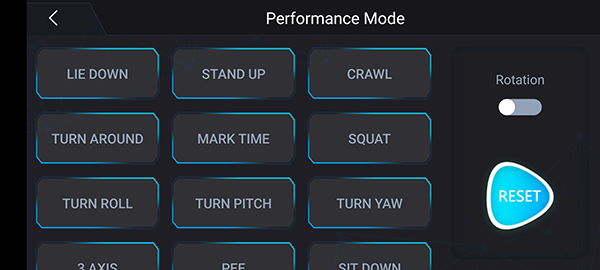 Performance Mode
LIE DOWN
STAND UP
CRAWL
Rotation
TURN AROUND
MARK TIME
SQUAT
TURN ROLL
TURN PITCH
TURN YAW
RESET
3 AXIS
PEE
SIT DOWN